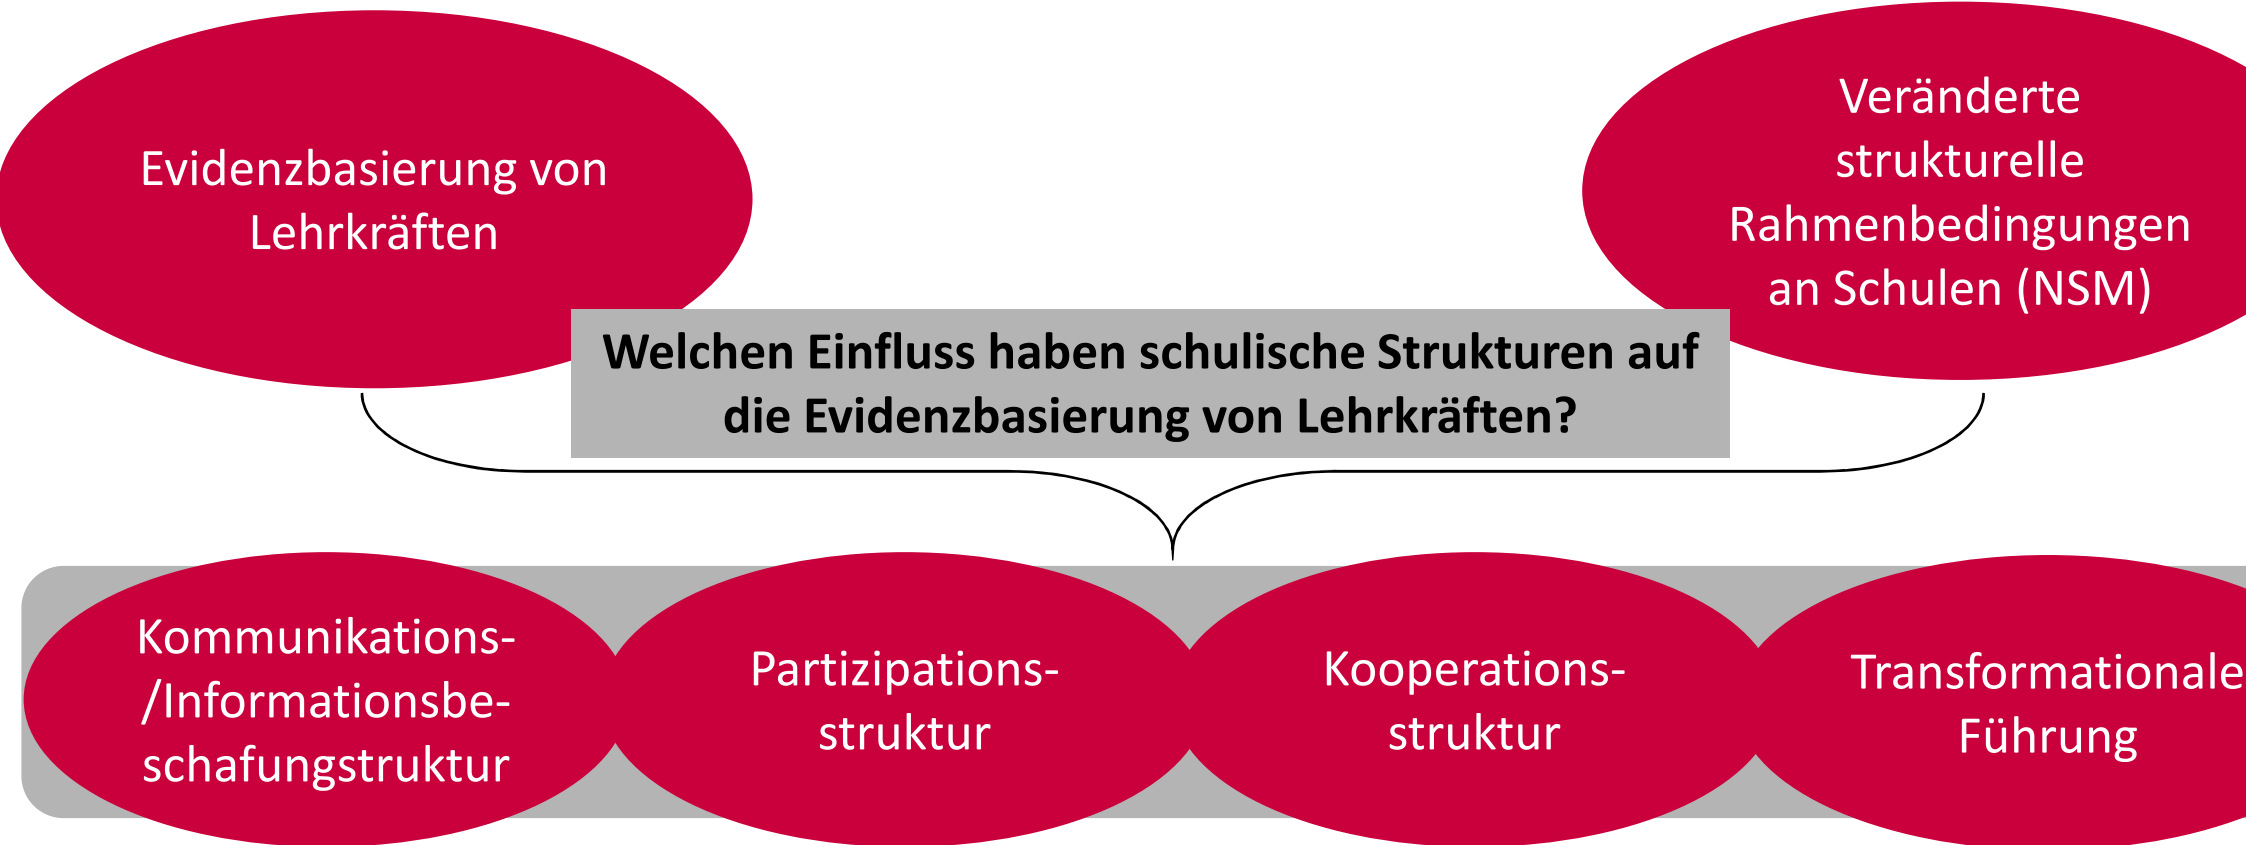 Evidenzbasierung von
Lehrkräften
Veränderte
strukturelle
Rahmenbedingungen
an Schulen (NSM)
Welchen Einfluss haben schulische Strukturen auf
die Evidenzbasierung von Lehrkräften?
Kommunikations-
/Informationsbe-
schafungstruktur
Partizipations-
struktur
Kooperations-
struktur
Transformationale
Führung